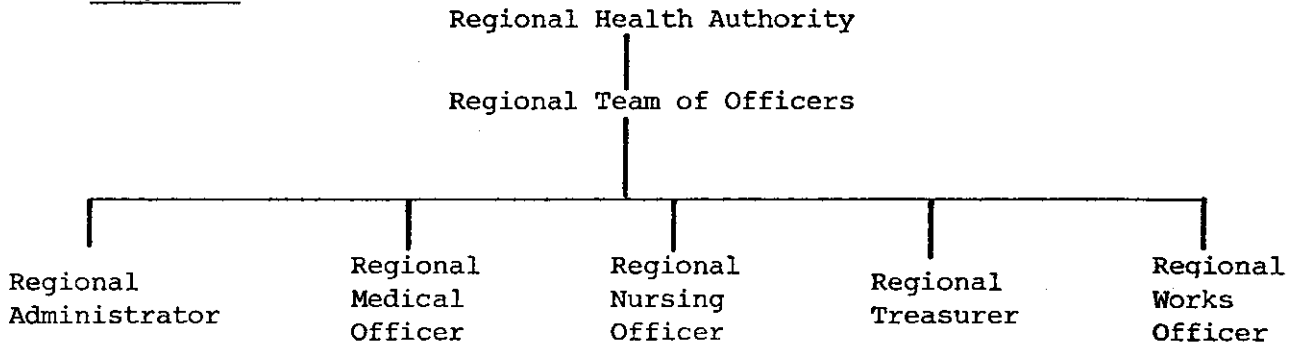 Regional Health Authority
Regional Team of Officers
Regional
Administrator
Regional
Medical
Officer
Regional
Nursing
Officer
Regional
Treasurer
Regional
Works
Officer